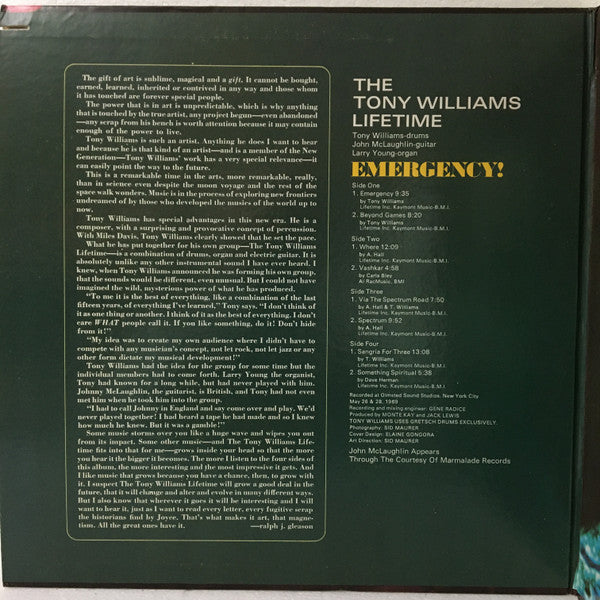 The gift of art is sublime, magical and a gift. It cannot be bought,
earned, learned, inherited or contrived in any way and those whom
it has touched are forever special people.
The power that is in art is unpredictable, which is why anything
that is touched by the true artist, any project begun—even abandoned
—any scrap from his bench is worth attention because it may contain
enough of the power to live.
Tony Williams is such an artist. Anything he does I want to hear
and because he is that kind of an artist—and is a member of the New
Generation—Tony Williams' work has a very special relevance—it
can easily point the way to the future.
This is a remarkable time in the arts, more remarkable, really,
than in science even despite the moon voyage and the rest of the
space walk wonders. Music is in the process of exploring new frontiers
undreamed of by those who developed the musics of the world up to
now.
Tony Williams has special advantages in this new era. He is a
composer, with a surprising and provocative concept of percussion.
With Miles Davis, Tony Williams clearly showed that he set the pace.
What he has put together for his own group—The Tony Williams
Lifetime—is a combination of drums, organ and electric guitar. It is
absolutely unlike any other instrumental sound I have ever heard. I
knew, when Tony Williams announced he was forming his own group,
that the sounds would be different, even unusual. But I could not have
imagined the wild, mysterious power of what he has produced.
"To me it is the best of everything, like a combination of the last
fifteen years, of everything I've learned," Tony says. "I don't think of
it as one thing or another. I think of it as the best of everything. I don't
care WHAT people call it. If you like something, do it! Don't hide
from it!"
"My idea was to create my own audience where I didn't have to
compete with any musician's concept, not let rock, not let jazz or any
other form dictate my musical development!"
Tony Williams had the idea for the group for some time but the
individual members had to come forth. Larry Young the organist,
Tony had known for a long while, but had never played with him.
Johnny McLaughlin, the guitarist, is British, and Tony had not even
met him when he took him into the group.
"I had to call Johnny in England and say come over and play. We'd
never played together! I had heard a tape he had made and so I knew
how much he knew. But it was a gamble!"
Some music storms over you like a huge wave and wipes you out
from its impact. Some other music—and The Tony Williams Life-
time fits into that for me—grows inside your head so that the more
you hear it the bigger it becomes. The more I listen to the four sides of
this album, the more interesting and the most impressive it gets. And
I like music that grows because you have a chance, then, to grow with
it. I suspect The Tony Williams Lifetime will grow a good deal in the
future, that it will change and alter and evolve in many different ways.
But I also know that wherever it goes it will be interesting and I will
want to hear it, just as I want to read every letter, every fugitive scrap
the historians find by Joyce. That's what makes it art, that magne-
tism. All the great ones have it. —ralph j. gleason
THE
TONY WILLIAMS
LIFETIME
Tony Williams-drums
John McLaughlin-guitar
Larry Young-organ
EMERGENCY!
Side One
1. Emergency 9:35
by Tony Williams
Lifetime Inc. Kaymont Music-B.M.I.
2. Beyond Games 8:20
by Tony Williams
Lifetime Inc. Kaymont Music-B.M.I.
Side Two
1. Where 12:09
by A. Hall
Lifetime Inc. Kaymont Music-B.M.I.
2. Vashkar 4:58
by Carla Bley
Al RacMusic, BMI
Side Three
1. Via The Spectrum Road 7:50
by A. Hall & T. Williams
Lifetime Inc. Kaymont Music-B.M.I.
2. Spectrum 9:52
by A. Hall
Lifetime Inc. Kaymont Music-B.M.I.
Side Four
1. Sangria For Three 13:08
by T. Williams
Lifetime Inc. Kaymont Music-B.M.I.
2. Something Spiritual 5:38
by Dave Herman
Lifetime Inc. Kaymont Music-B.M.I.
Recorded at Olmsted Sound Studios, New York City
May 26 & 28, 1969
Recording and mixing engineer: GENE RADICE
Produced by MONTE KAY and JACK LEWIS
TONY WILLIAMS USES GRETSCH DRUMS EXCLUSIVELY.
Photography: SID MAURER
Cover Design: ELAINE GONGORA
Art Direction: SID MAURER
John McLaughlin Appears
Through The Courtesy Of Marmalade Records